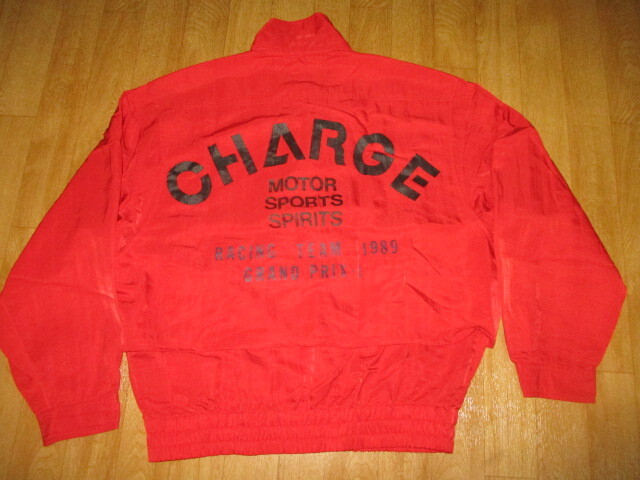 CHARGE
MOTOR
SPORTS
SPIRITS
RACING TEAM 1989
GRAND PRIX